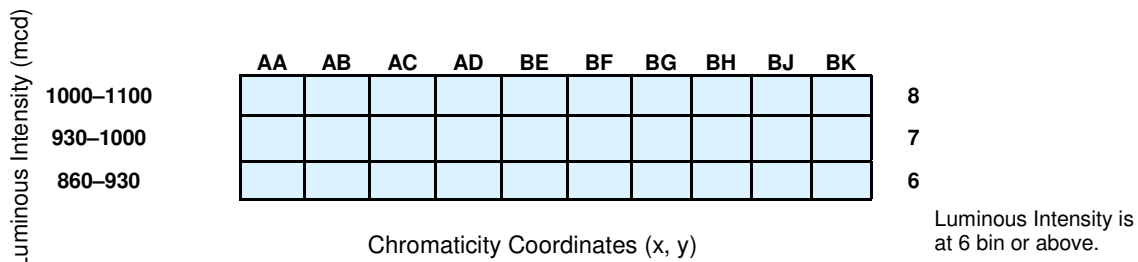 Luminous Intensity (mcd)
AA AB AC AD BE BF BG BH BJ BK
1000–1100 8
930–1000 7
860–930 6
Luminous Intensity is
at 6 bin or above.
Chromaticity Coordinates (x, y)